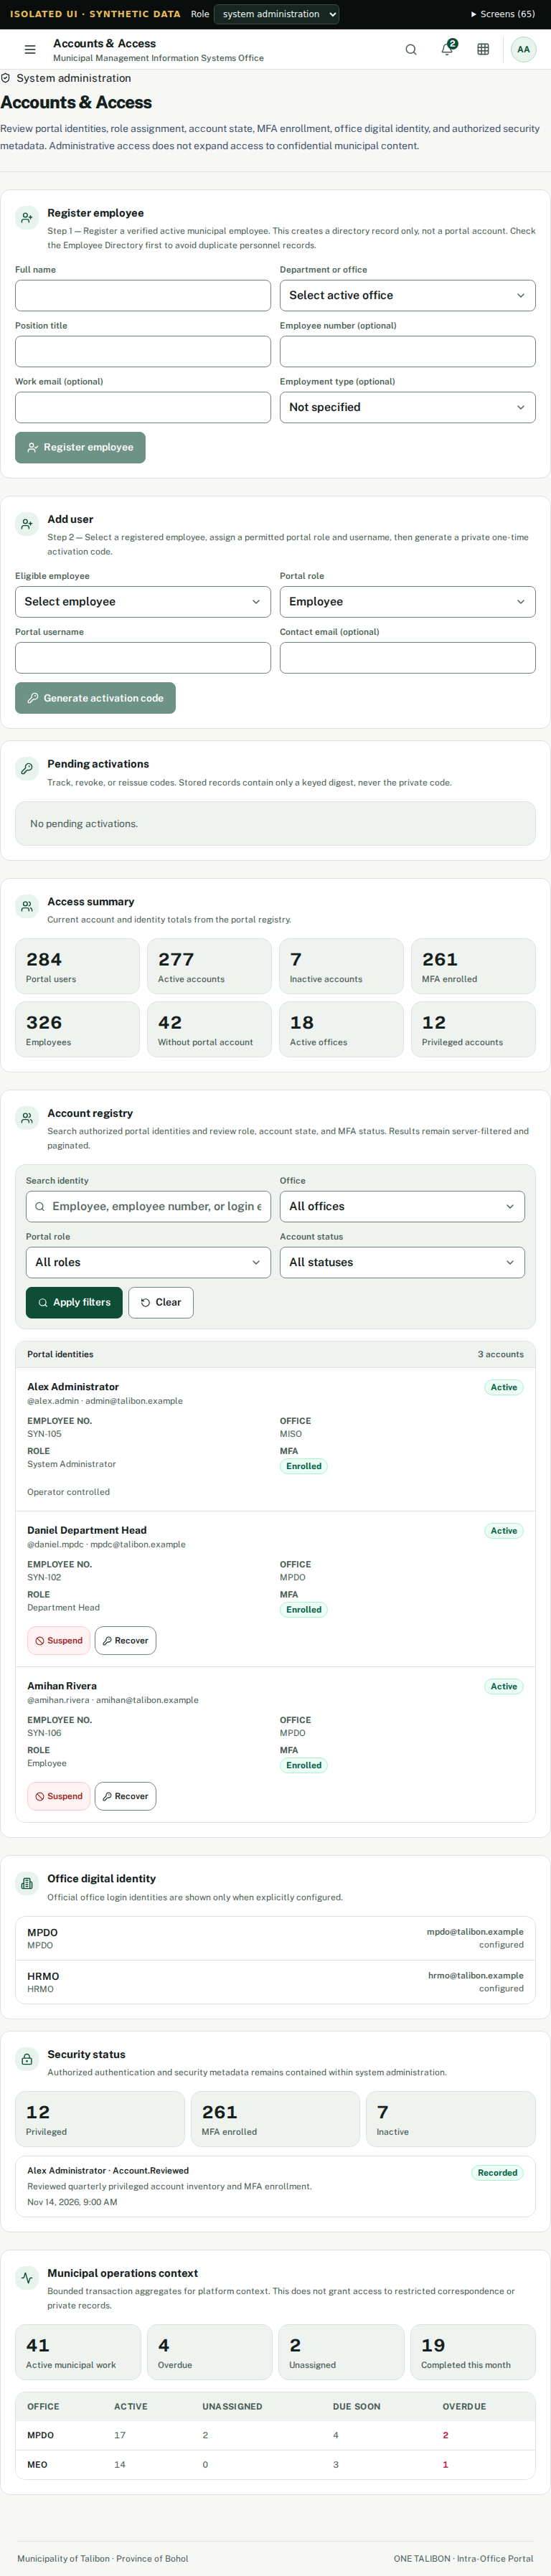 ISOLATED UI · SYNTHETIC DATA Role system administration Screens (65)
Accounts & Access
Municipal Management Information Systems Office
2
AA
System administration
Accounts & Access
Review portal identities, role assignment, account state, MFA enrollment, office digital identity, and authorized security
metadata. Administrative access does not expand access to confidential municipal content.
Register employee
Step 1 — Register a verified active municipal employee. This creates a directory record only, not a portal account. Check
the Employee Directory first to avoid duplicate personnel records.
Full name Department or office
Select active office
Position title Employee number (optional)
Work email (optional) Employment type (optional)
Not specified
Register employee
Add user
Step 2 — Select a registered employee, assign a permitted portal role and username, then generate a private one-time
activation code.
Eligible employee Portal role
Select employee Employee
Portal username Contact email (optional)
Generate activation code
Pending activations
Track, revoke, or reissue codes. Stored records contain only a keyed digest, never the private code.
No pending activations.
Access summary
Current account and identity totals from the portal registry.
284 277 7 261
Portal users Active accounts Inactive accounts MFA enrolled
326 42 18 12
Employees Without portal account Active offices Privileged accounts
Account registry
Search authorized portal identities and review role, account state, and MFA status. Results remain server-filtered and
paginated.
Search identity Office
Employee, employee number, or login e All offices
Portal role Account status
All roles All statuses
Apply filters Clear
Portal identities 3 accounts
Alex Administrator Active
@alex.admin · admin@talibon.example
EMPLOYEE NO. OFFICE
SYN-105 MISO
ROLE MFA
System Administrator Enrolled
Operator controlled
Daniel Department Head Active
@daniel.mpdc · mpdc@talibon.example
EMPLOYEE NO. OFFICE
SYN-102 MPDO
ROLE MFA
Department Head Enrolled
Suspend Recover
Amihan Rivera Active
@amihan.rivera · amihan@talibon.example
EMPLOYEE NO. OFFICE
SYN-106 MPDO
ROLE MFA
Employee Enrolled
Suspend Recover
Office digital identity
Official office login identities are shown only when explicitly configured.
MPDO mpdo@talibon.example
MPDO configured
HRMO hrmo@talibon.example
HRMO configured
Security status
Authorized authentication and security metadata remains contained within system administration.
12 261 7
Privileged MFA enrolled Inactive
Alex Administrator · Account.Reviewed Recorded
Reviewed quarterly privileged account inventory and MFA enrollment.
Nov 14, 2026, 9:00 AM
Municipal operations context
Bounded transaction aggregates for platform context. This does not grant access to restricted correspondence or
private records.
41 4 2 19
Active municipal work Overdue Unassigned Completed this month
OFFICE ACTIVE UNASSIGNED DUE SOON OVERDUE
MPDO 17 2 4 2
MEO 14 0 3 1
Municipality of Talibon · Province of Bohol ONE TALIBON · Intra-Office Portal